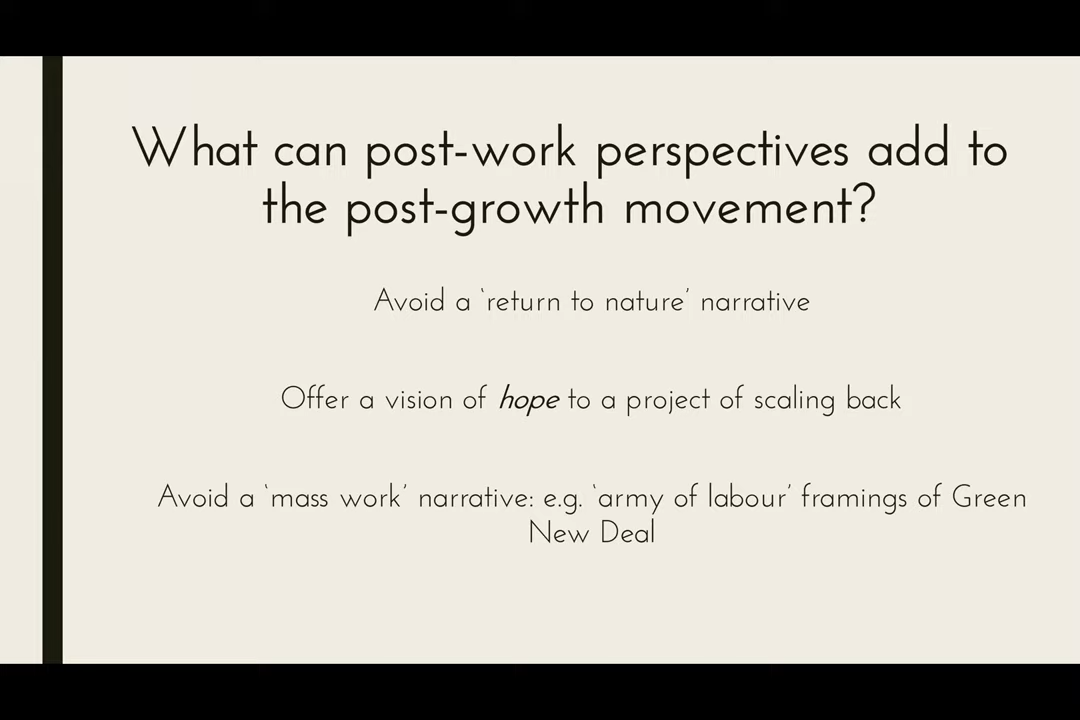 What can post-work perspectives add to
the post-growth movement?
Avoid a ‘return to nature’ narrative
Offer a vision of hope to a project of scaling back
Avoid a ‘mass work’ narrative: e.g. ‘army of labour’ framings of Green
New Deal